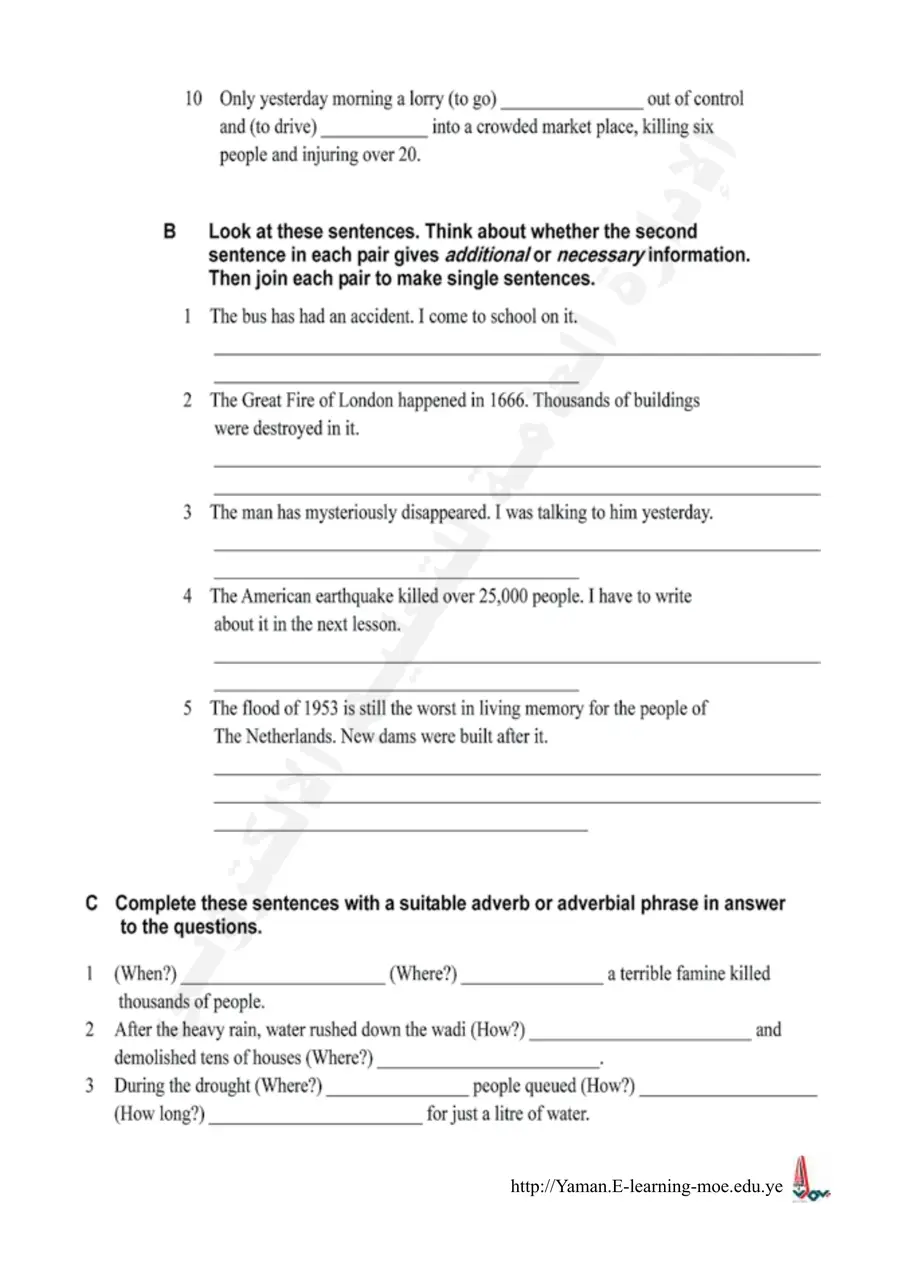 10 Only yesterday morning a lorry (to go) _______________ out of control
and (to drive) ___________ into a crowded market place, killing six
people and injuring over 20.
B Look at these sentences. Think about whether the second
sentence in each pair gives additional or necessary information.
Then join each pair to make single sentences.
1 The bus has had an accident. I come to school on it.
2 The Great Fire of London happened in 1666. Thousands of buildings
were destroyed in it.
3 The man has mysteriously disappeared. I was talking to him yesterday.
4 The American earthquake killed over 25,000 people. I have to write
about it in the next lesson.
5 The flood of 1953 is still the worst in living memory for the people of
The Netherlands. New dams were built after it.
C Complete these sentences with a suitable adverb or adverbial phrase in answer
to the questions.
1 (When?) ______________________ (Where?) _______________ a terrible famine killed
thousands of people.
2 After the heavy rain, water rushed down the wadi (How?) ________________________ and
demolished tens of houses (Where?) ________________________.
3 During the drought (Where?) _______________ people queued (How?) ___________________
(How long?) _______________________ for just a litre of water.
http://Yaman.E-learning-moe.edu.ye